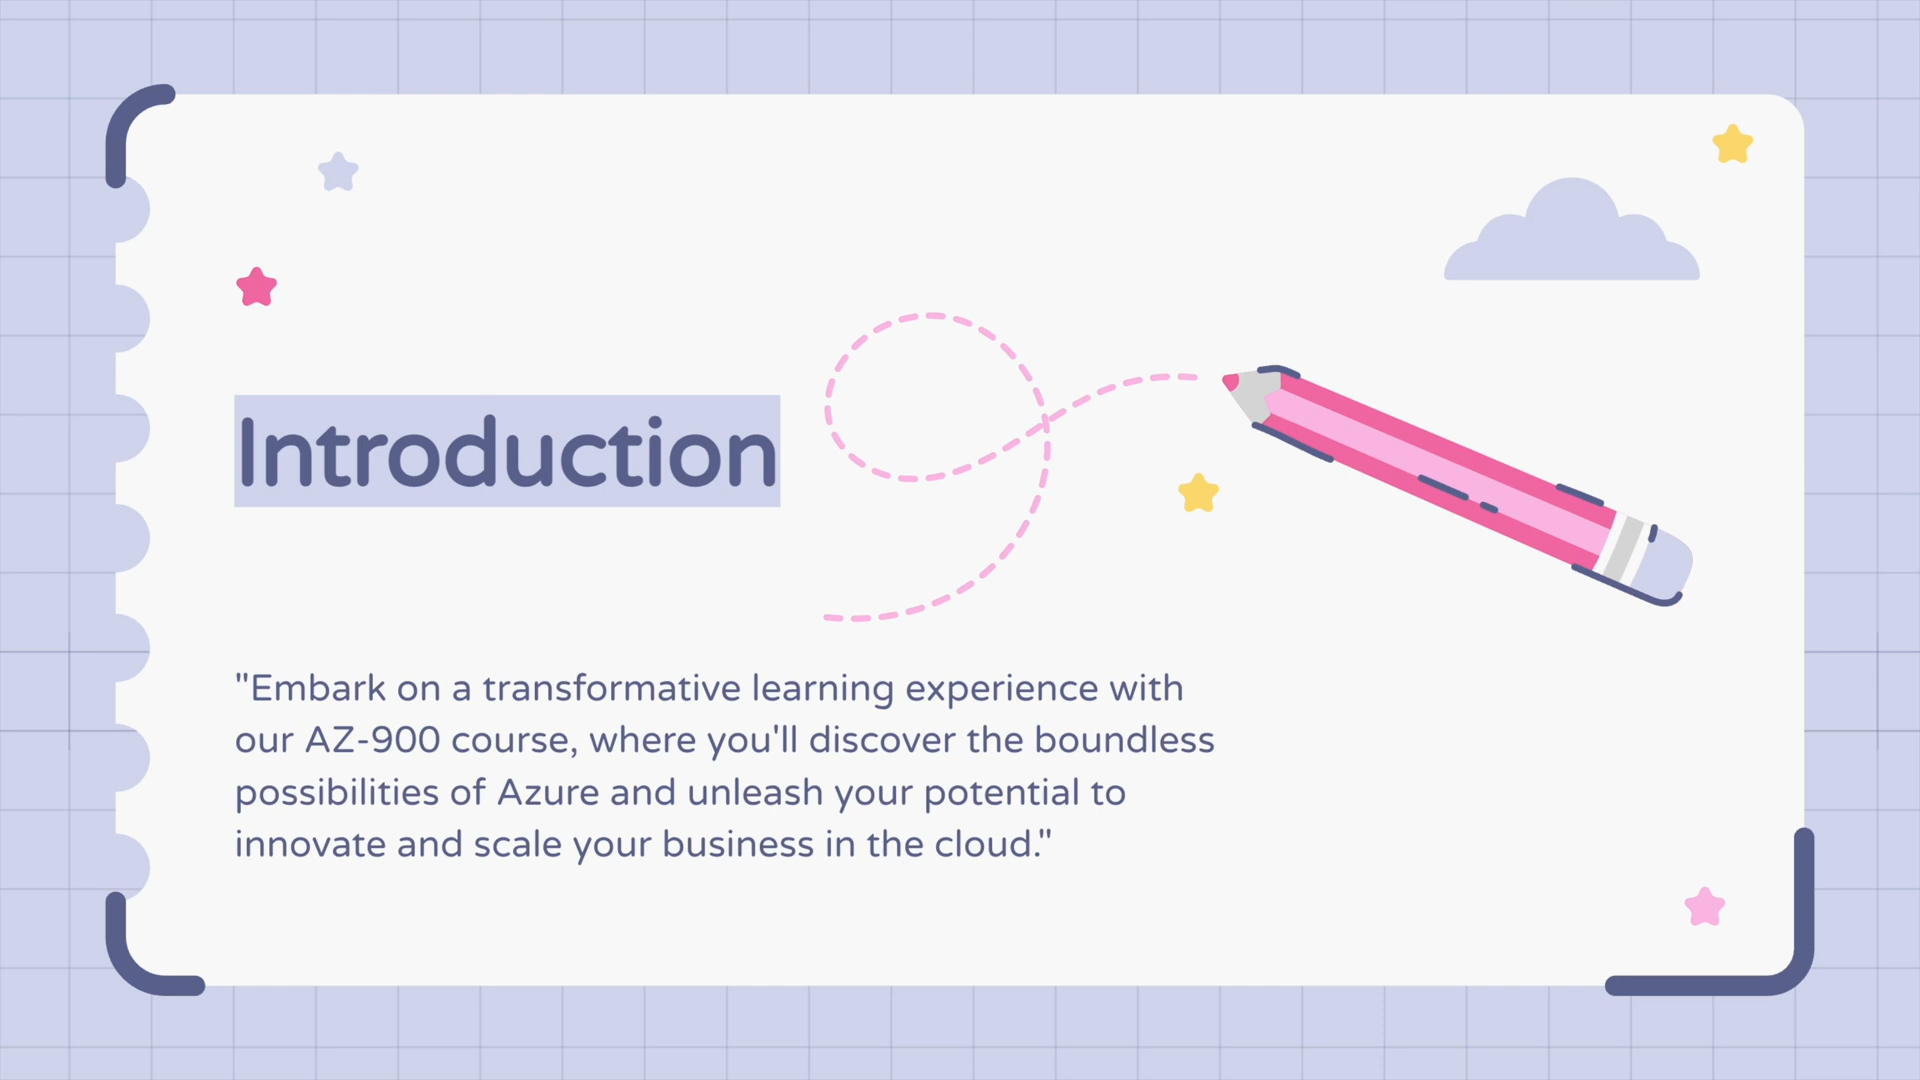 Introduction
"Embark on a transformative learning experience with
our AZ-900 course, where you'll discover the boundless
possibilities of Azure and unleash your potential to
innovate and scale your business in the cloud."